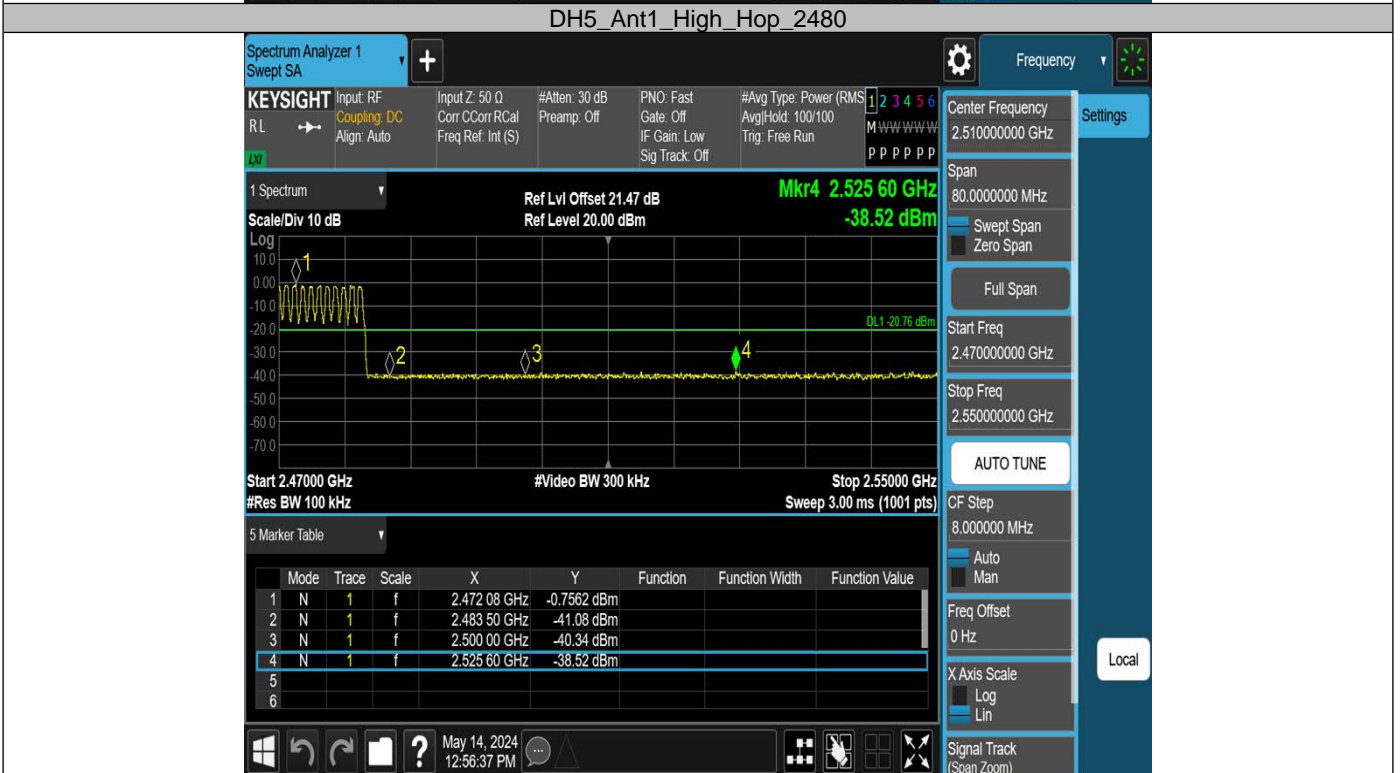 DH5_Ant1_High_Hop_2480
Spectrum Analyzer 1
Swept SA
+
Frequency
KEYSIGHT
RL
LXI
Input: RF
Coupling: DC
Align: Auto
Input Z: 50 Ω
Corr CCorr RCal
Freq Ref: Int (S)
#Atten: 30 dB
Preamp: Off
PNO: Fast
Gate: Off
IF Gain: Low
Sig Track: Off
#Avg Type: Power (RMS
Avg|Hold: 100/100
Trig: Free Run
1 2 3 4 5 6
M W W W W W
P P P P P P
1 Spectrum
Scale/Div 10 dB
Ref Lvl Offset 21.47 dB
Ref Level 20.00 dBm
Mkr4 2.525 60 GHz
-38.52 dBm
Log
10.0
0.00
-10.0
-20.0
-30.0
-40.0
-50.0
-60.0
-70.0
1
2
3
4
DL1 -20.76 dBm
Start 2.47000 GHz
#Res BW 100 kHz
#Video BW 300 kHz
Stop 2.55000 GHz
Sweep 3.00 ms (1001 pts)
5 Marker Table
Mode Trace Scale X Y Function Function Width Function Value
1 N 1 f 2.472 08 GHz -0.7562 dBm
2 N 1 f 2.483 50 GHz -41.08 dBm
3 N 1 f 2.500 00 GHz -40.34 dBm
4 N 1 f 2.525 60 GHz -38.52 dBm
5
6
?
May 14, 2024
12:56:37 PM
Center Frequency
2.510000000 GHz
Settings
Span
80.0000000 MHz
Swept Span
Zero Span
Full Span
Start Freq
2.470000000 GHz
Stop Freq
2.550000000 GHz
AUTO TUNE
CF Step
8.000000 MHz
Auto
Man
Freq Offset
0 Hz
Local
X Axis Scale
Log
Lin
Signal Track
(Span Zoom)